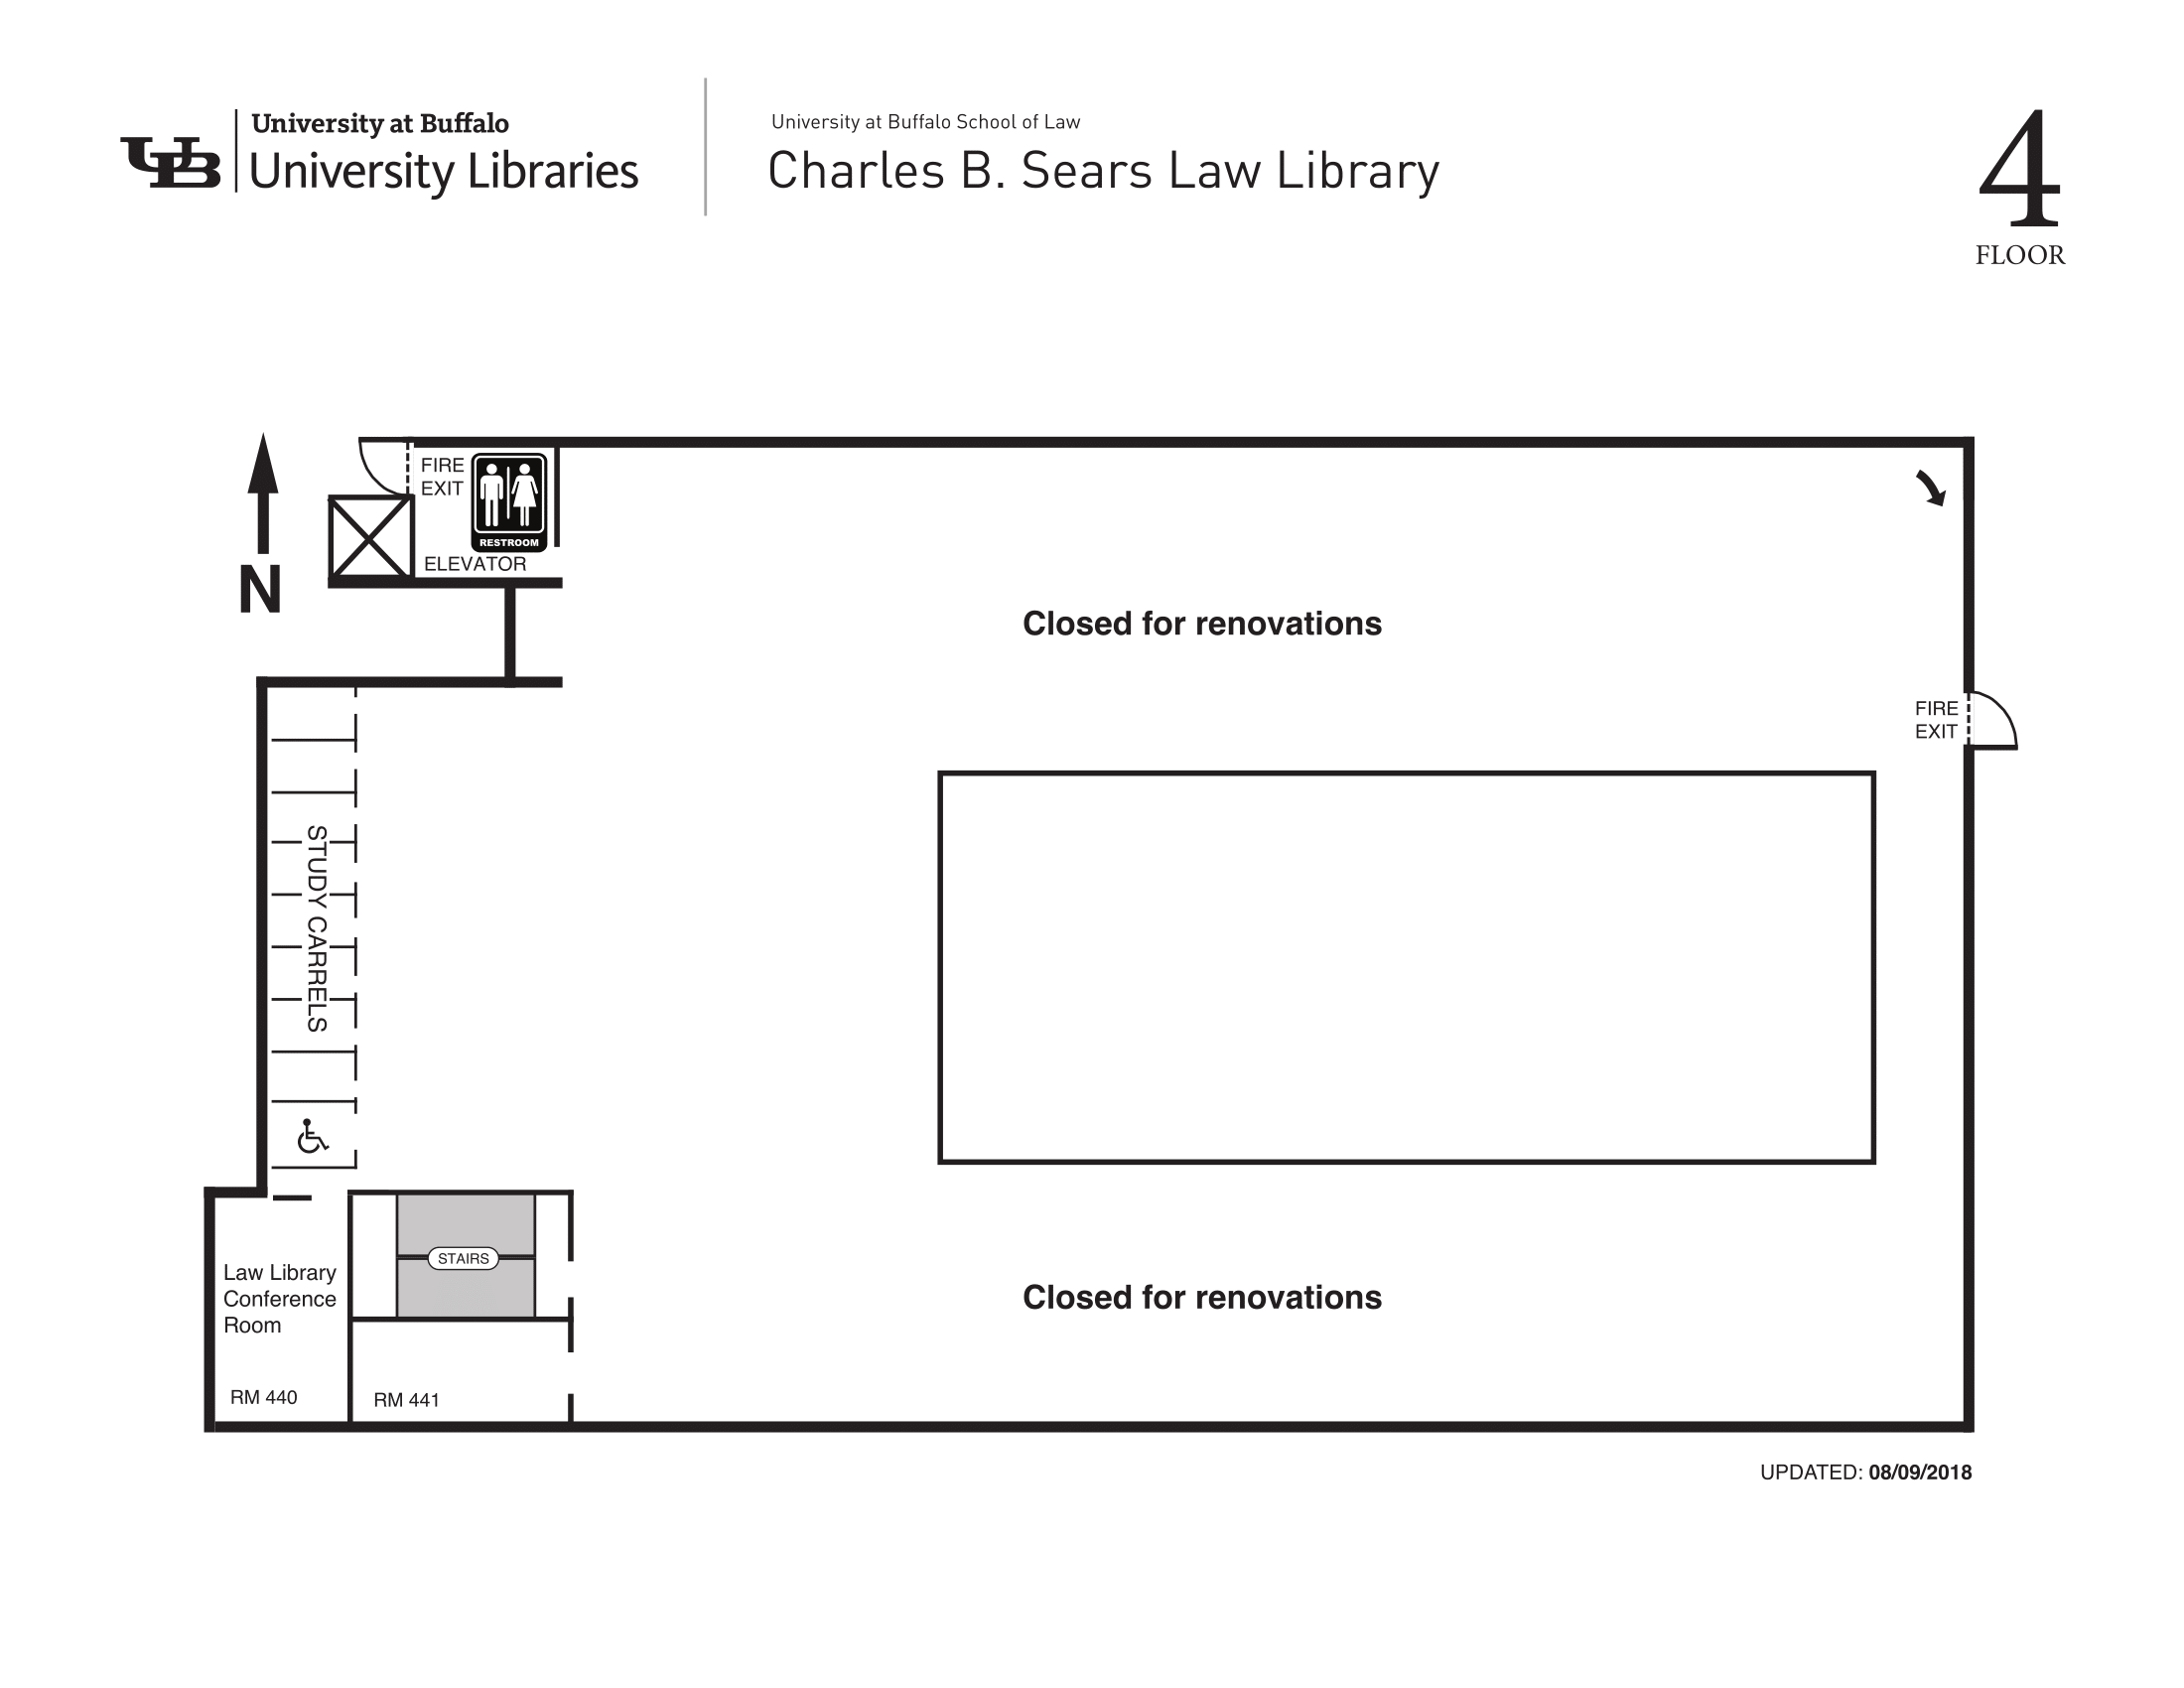 University at Buffalo
University Libraries
University at Buffalo School of Law
Charles B. Sears Law Library
4
FLOOR
N
FIRE
EXIT
RESTROOM
ELEVATOR
Closed for renovations
FIRE
EXIT
STUDY CARRELS
STAIRS
Law Library
Conference
Room
RM 440
RM 441
Closed for renovations
UPDATED: 08/09/2018